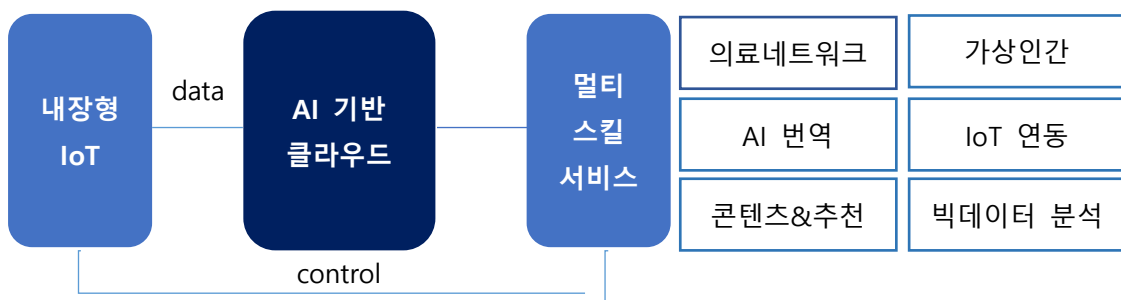 내장형
IoT
data
AI 기반
클라우드
멀티
스킬
서비스
의료네트워크
가상인간
AI 번역
IoT 연동
콘텐츠&추천
빅데이터 분석
control